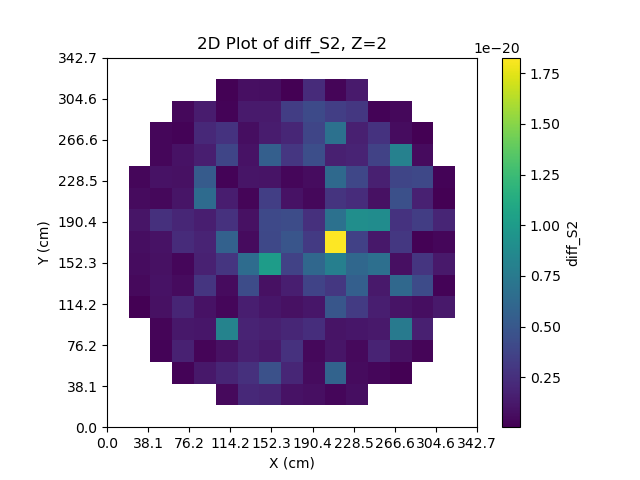 2D Plot of diff_S2, Z=2
1e−20
342.7
304.6
266.6
228.5
190.4
152.3
114.2
76.2
38.1
0.0
Y (cm)
0.0 38.1 76.2 114.2 152.3 190.4 228.5 266.6 304.6 342.7
X (cm)
1.75
1.50
1.25
1.00
0.75
0.50
0.25
diff_S2